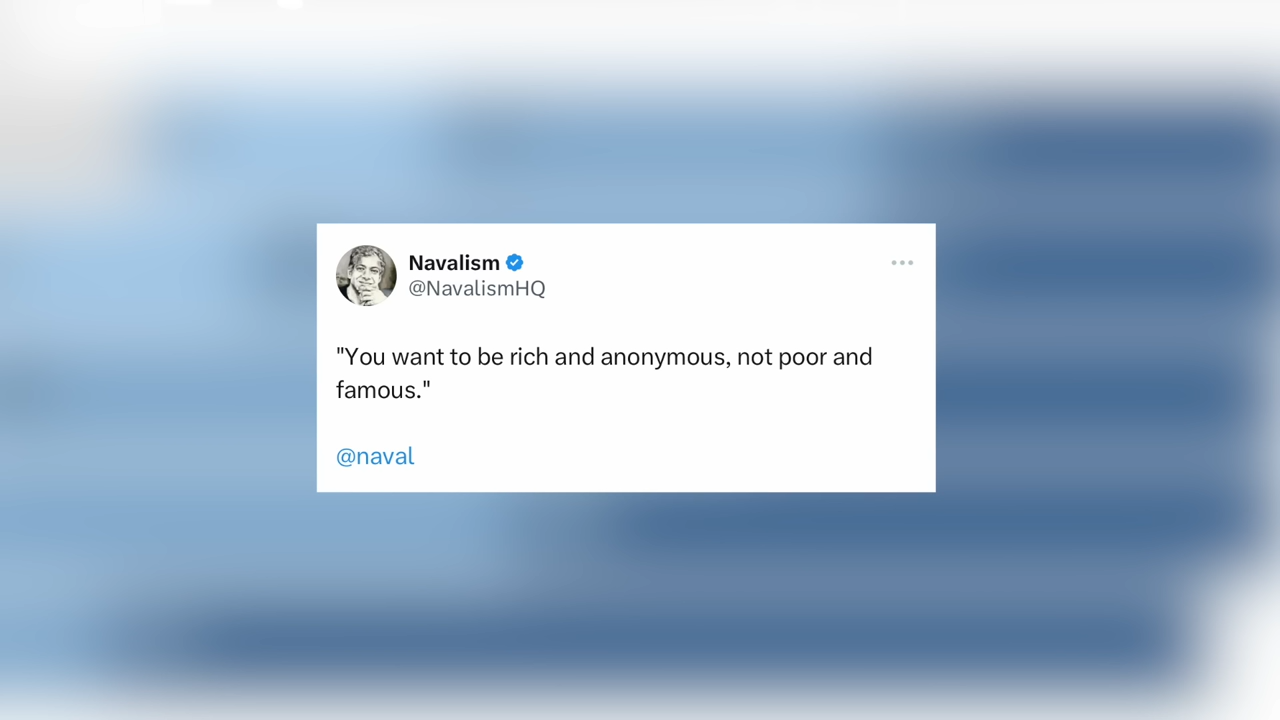 Navalism
@NavalismHQ
"You want to be rich and anonymous, not poor and
famous."
@naval